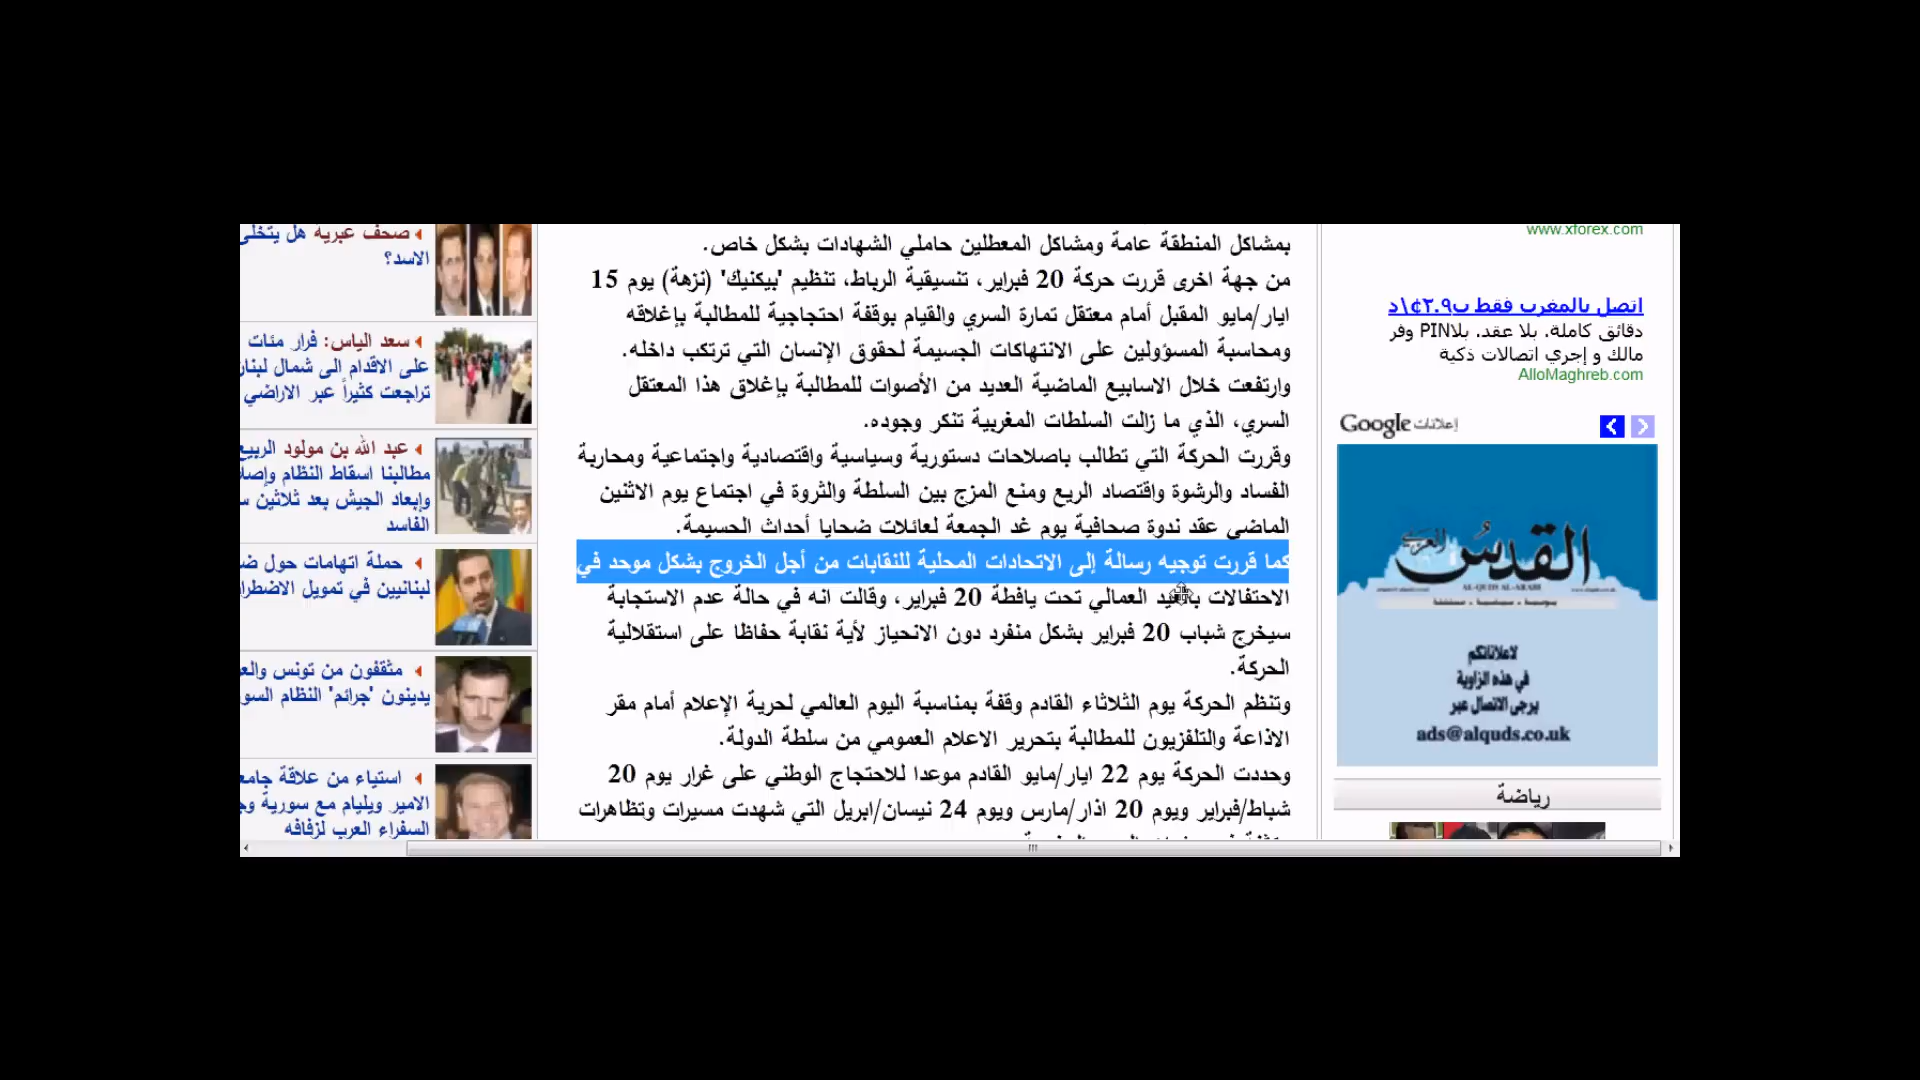 بمشاكل المنطقة عامة ومشاكل المعطلين حاملي الشهادات بشكل خاص.
من جهة اخرى قررت حركة 20 فبراير، تنسيقية الرباط، تنظيم 'بيكنيك' (نزهة) يوم 15
ايار/مايو المقبل أمام معتقل تمارة السري والقيام بوقفة احتجاجية للمطالبة بإغلاقه
ومحاسبة المسؤولين على الانتهاكات الجسيمة لحقوق الإنسان التي ترتكب داخله.
وارتفعت خلال الاسابيع الماضية العديد من الأصوات للمطالبة بإغلاق هذا المعتقل
السري، الذي ما زالت السلطات المغربية تنكر وجوده.
وقررت الحركة التي تطالب باصلاحات دستورية وسياسية واقتصادية واجتماعية ومحاربة
الفساد والرشوة واقتصاد الريع ومنع المزج بين السلطة والثروة في اجتماع يوم الاثنين
الماضي عقد ندوة صحافية يوم غد الجمعة لعائلات ضحايا أحداث الحسيمة.
كما قررت توجيه رسالة إلى الاتحادات المحلية للنقابات من أجل الخروج بشكل موحد في
الاحتفالات بالعيد العمالي تحت يافطة 20 فبراير، وقالت انه في حالة عدم الاستجابة
سيخرج شباب 20 فبراير بشكل منفرد دون الانحياز لأية نقابة حفاظا على استقلالية
الحركة.
وتنظم الحركة يوم الثلاثاء القادم وقفة بمناسبة اليوم العالمي لحرية الإعلام أمام مقر
الاذاعة والتلفزيون للمطالبة بتحرير الاعلام العمومي من سلطة الدولة.
وحددت الحركة يوم 22 ايار/مايو القادم موعدا للاحتجاج الوطني على غرار يوم 20
شباط/فبراير ويوم 20 اذار/مارس ويوم 24 نيسان/ابريل التي شهدت مسيرات وتظاهرات
www.xforex.com
اتصل بالمغرب فقط ب٢.٩¢\د
دقائق كاملة. بلا عقد. بلاPIN وفر
مالك و إجري اتصالات ذكية
AlloMaghreb.com
إعلانات Google
القدس العربي
AL-QUDS AL-ARABI
لاعلاناتكم
في هذه الزاوية
يرجى الاتصال عبر
ads@alquds.co.uk
رياضة
صحف عبرية هل يتخلى
الاسد؟
سعد الياس: فرار مئات
على الاقدام الى شمال
تراجعت كثيراً عبر الاراضي
عبد الله بن مولود الربيع
مطالبنا اسقاط النظام
وإبعاد الجيش بعد ثلاثين
الفاسد
حملة اتهامات حول
لبنانيين في تمويل
مثقفون من تونس
يدينون 'جرائم' النظام
استياء من علاقة
الامير ويليام مع سورية
السفراء العرب لزفافه